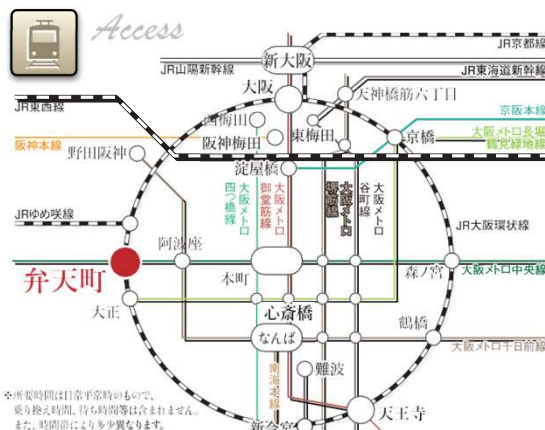 Access
JR京都線
新大阪
JR山陽新幹線
JR東海道新幹線
大阪
天神橋筋六丁目
JR東西線
京阪本線
西梅田
東梅田
京橋
大阪メトロ長堀
鶴見緑地線
阪神本線
阪神梅田
野田阪神
淀屋橋
大阪メトロ
四つ橋線
大阪メトロ
御堂筋線
大阪メトロ
堺筋線
大阪メトロ
谷町線
JRゆめ咲線
JR大阪環状線
阿波座
弁天町
本町
森ノ宮
大阪メトロ中央線
大正
心斎橋
鶴橋
なんば
大阪メトロ千日前線
南海本線
難波
天王寺
新今宮
※所要時間は日常平常時のもので、
乗り換え時間、待ち時間等は含まれません。
また、時間帯により多少異なります。